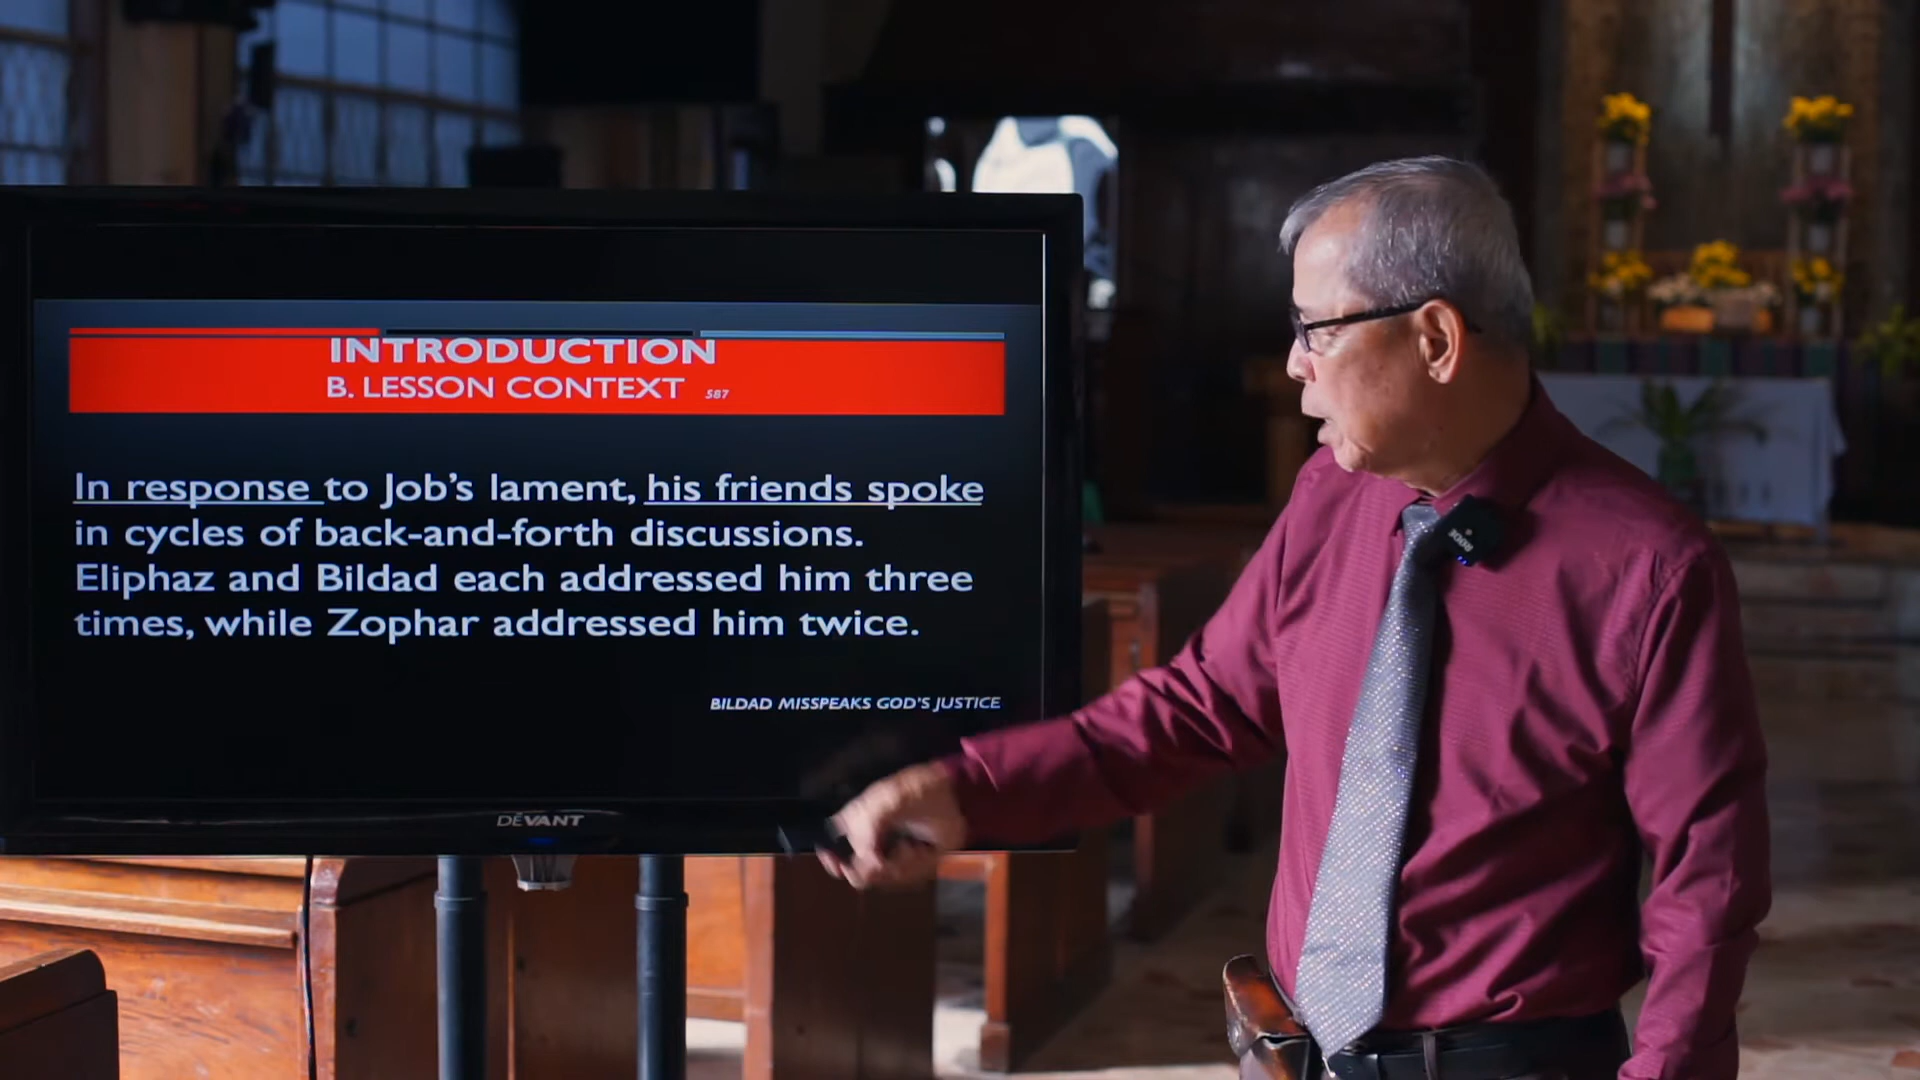 INTRODUCTION
B. LESSON CONTEXT 587
In response to Job's lament, his friends spoke
in cycles of back-and-forth discussions.
Eliphaz and Bildad each addressed him three
times, while Zophar addressed him twice.
BILDAD MISSPEAKS GOD'S JUSTICE
DEVANT
RODE